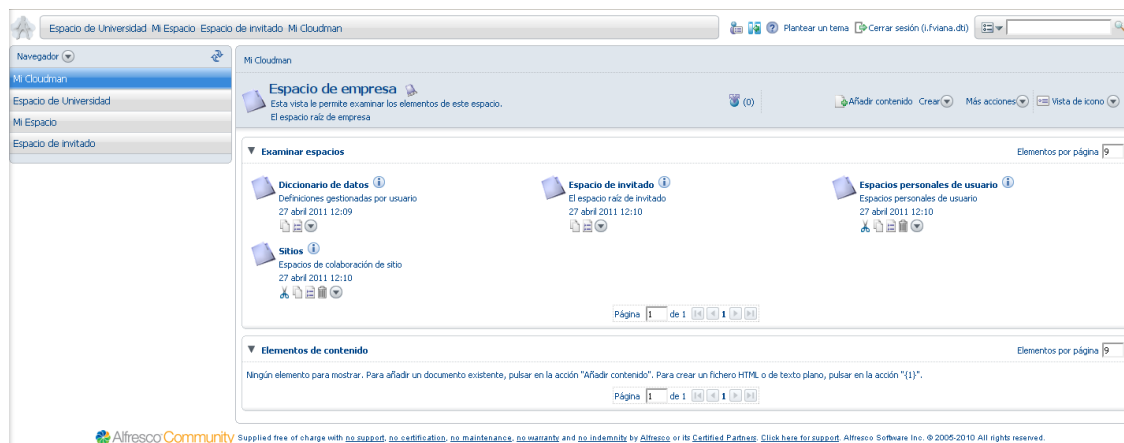 Espacio de Universidad Mi Espacio Espacio de invitado Mi Cloudman
Plantear un tema Cerrar sesión (i.fviana.dti)
Navegador
Mi Cloudman
Espacio de Universidad
Mi Espacio
Espacio de invitado
Mi Cloudman
Espacio de empresa
Esta vista le permite examinar los elementos de este espacio.
El espacio raíz de empresa
(0)
Añadir contenido Crear Más acciones Vista de icono
Examinar espacios Elementos por página 9
Diccionario de datos
Definiciones gestionadas por usuario
27 abril 2011 12:09
Espacio de invitado
El espacio raíz de invitado
27 abril 2011 12:10
Espacios personales de usuario
Espacios personales de usuario
27 abril 2011 12:10
Sitios
Espacios de colaboración de sitio
27 abril 2011 12:10
Página 1 de 1 1
Elementos de contenido Elementos por página 9
Ningún elemento para mostrar. Para añadir un documento existente, pulsar en la acción "Añadir contenido". Para crear un fichero HTML o de texto plano, pulsar en la acción "{1}".
Página 1 de 1 1
Alfresco Community Supplied free of charge with no support, no certification, no maintenance, no warranty and no indemnity by Alfresco or its Certified Partners. Click here for support. Alfresco Software Inc. © 2005-2010 All rights reserved.